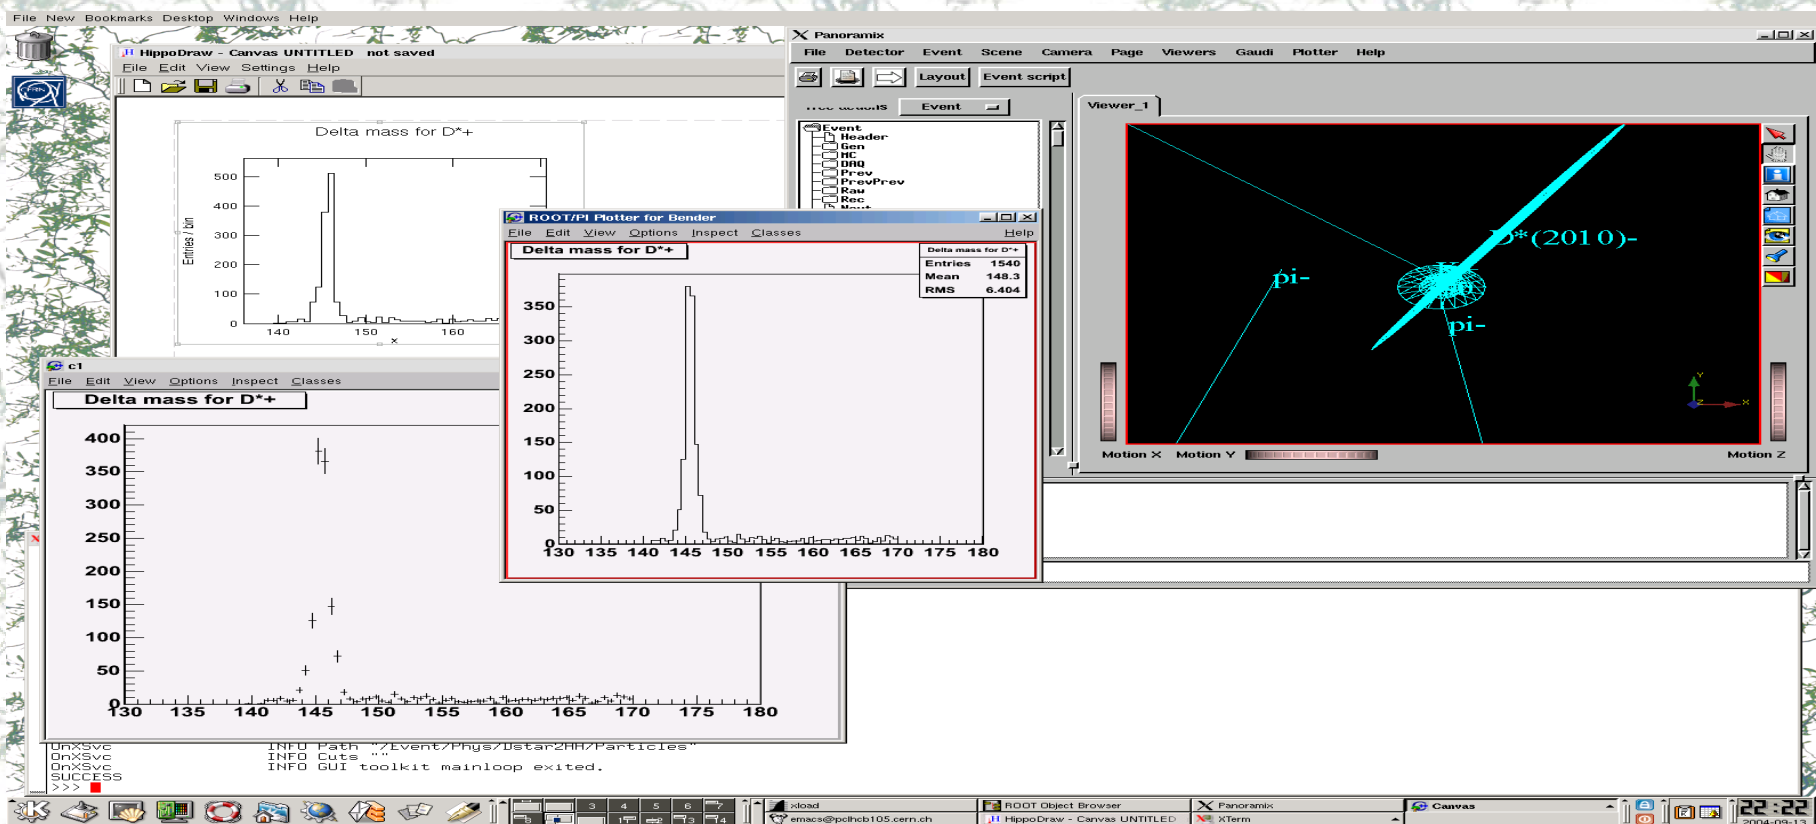 File New Bookmarks Desktop Windows Help
HippoDraw - Canvas UNTITLED not saved
File Edit View Settings Help
Delta mass for D*+
500
400
300
200
100
0
Entries / bin
140 150 160
x
Panoramix
File Detector Event Scene Camera Page Viewers Gaudi Plotter Help
Layout Event script
Event
Viewer_1
Event
Header
Gen
MC
DAQ
Prev
PrevPrev
Raw
Rec
D*(2010)-
pi-
pi-
Y
X
Z
Motion X Motion Y Motion Z
ROOT/PI Plotter for Bender
File Edit View Options Inspect Classes Help
Delta mass for D*+
Delta mass for D*+
Entries 1540
Mean 148.3
RMS 6.404
350
300
250
200
150
100
50
0
130 135 140 145 150 155 160 165 170 175 180
c1
File Edit View Options Inspect Classes
Delta mass for D*+
400
350
300
250
200
150
100
50
0
130 135 140 145 150 155 160 165 170 175 180
OnXSvc INFO Path "/Event/Phys/Dstar2HH/Particles"
OnXSvc INFO Cuts ""
OnXSvc INFO GUI toolkit mainloop exited.
SUCCESS
>>>
3 4 5 6 7
xload
ROOT Object Browser
Panoramix
Canvas
emacs@pclhcb105.cern.ch
HippoDraw - Canvas UNTITLED
XTerm
22:22
2004-09-13